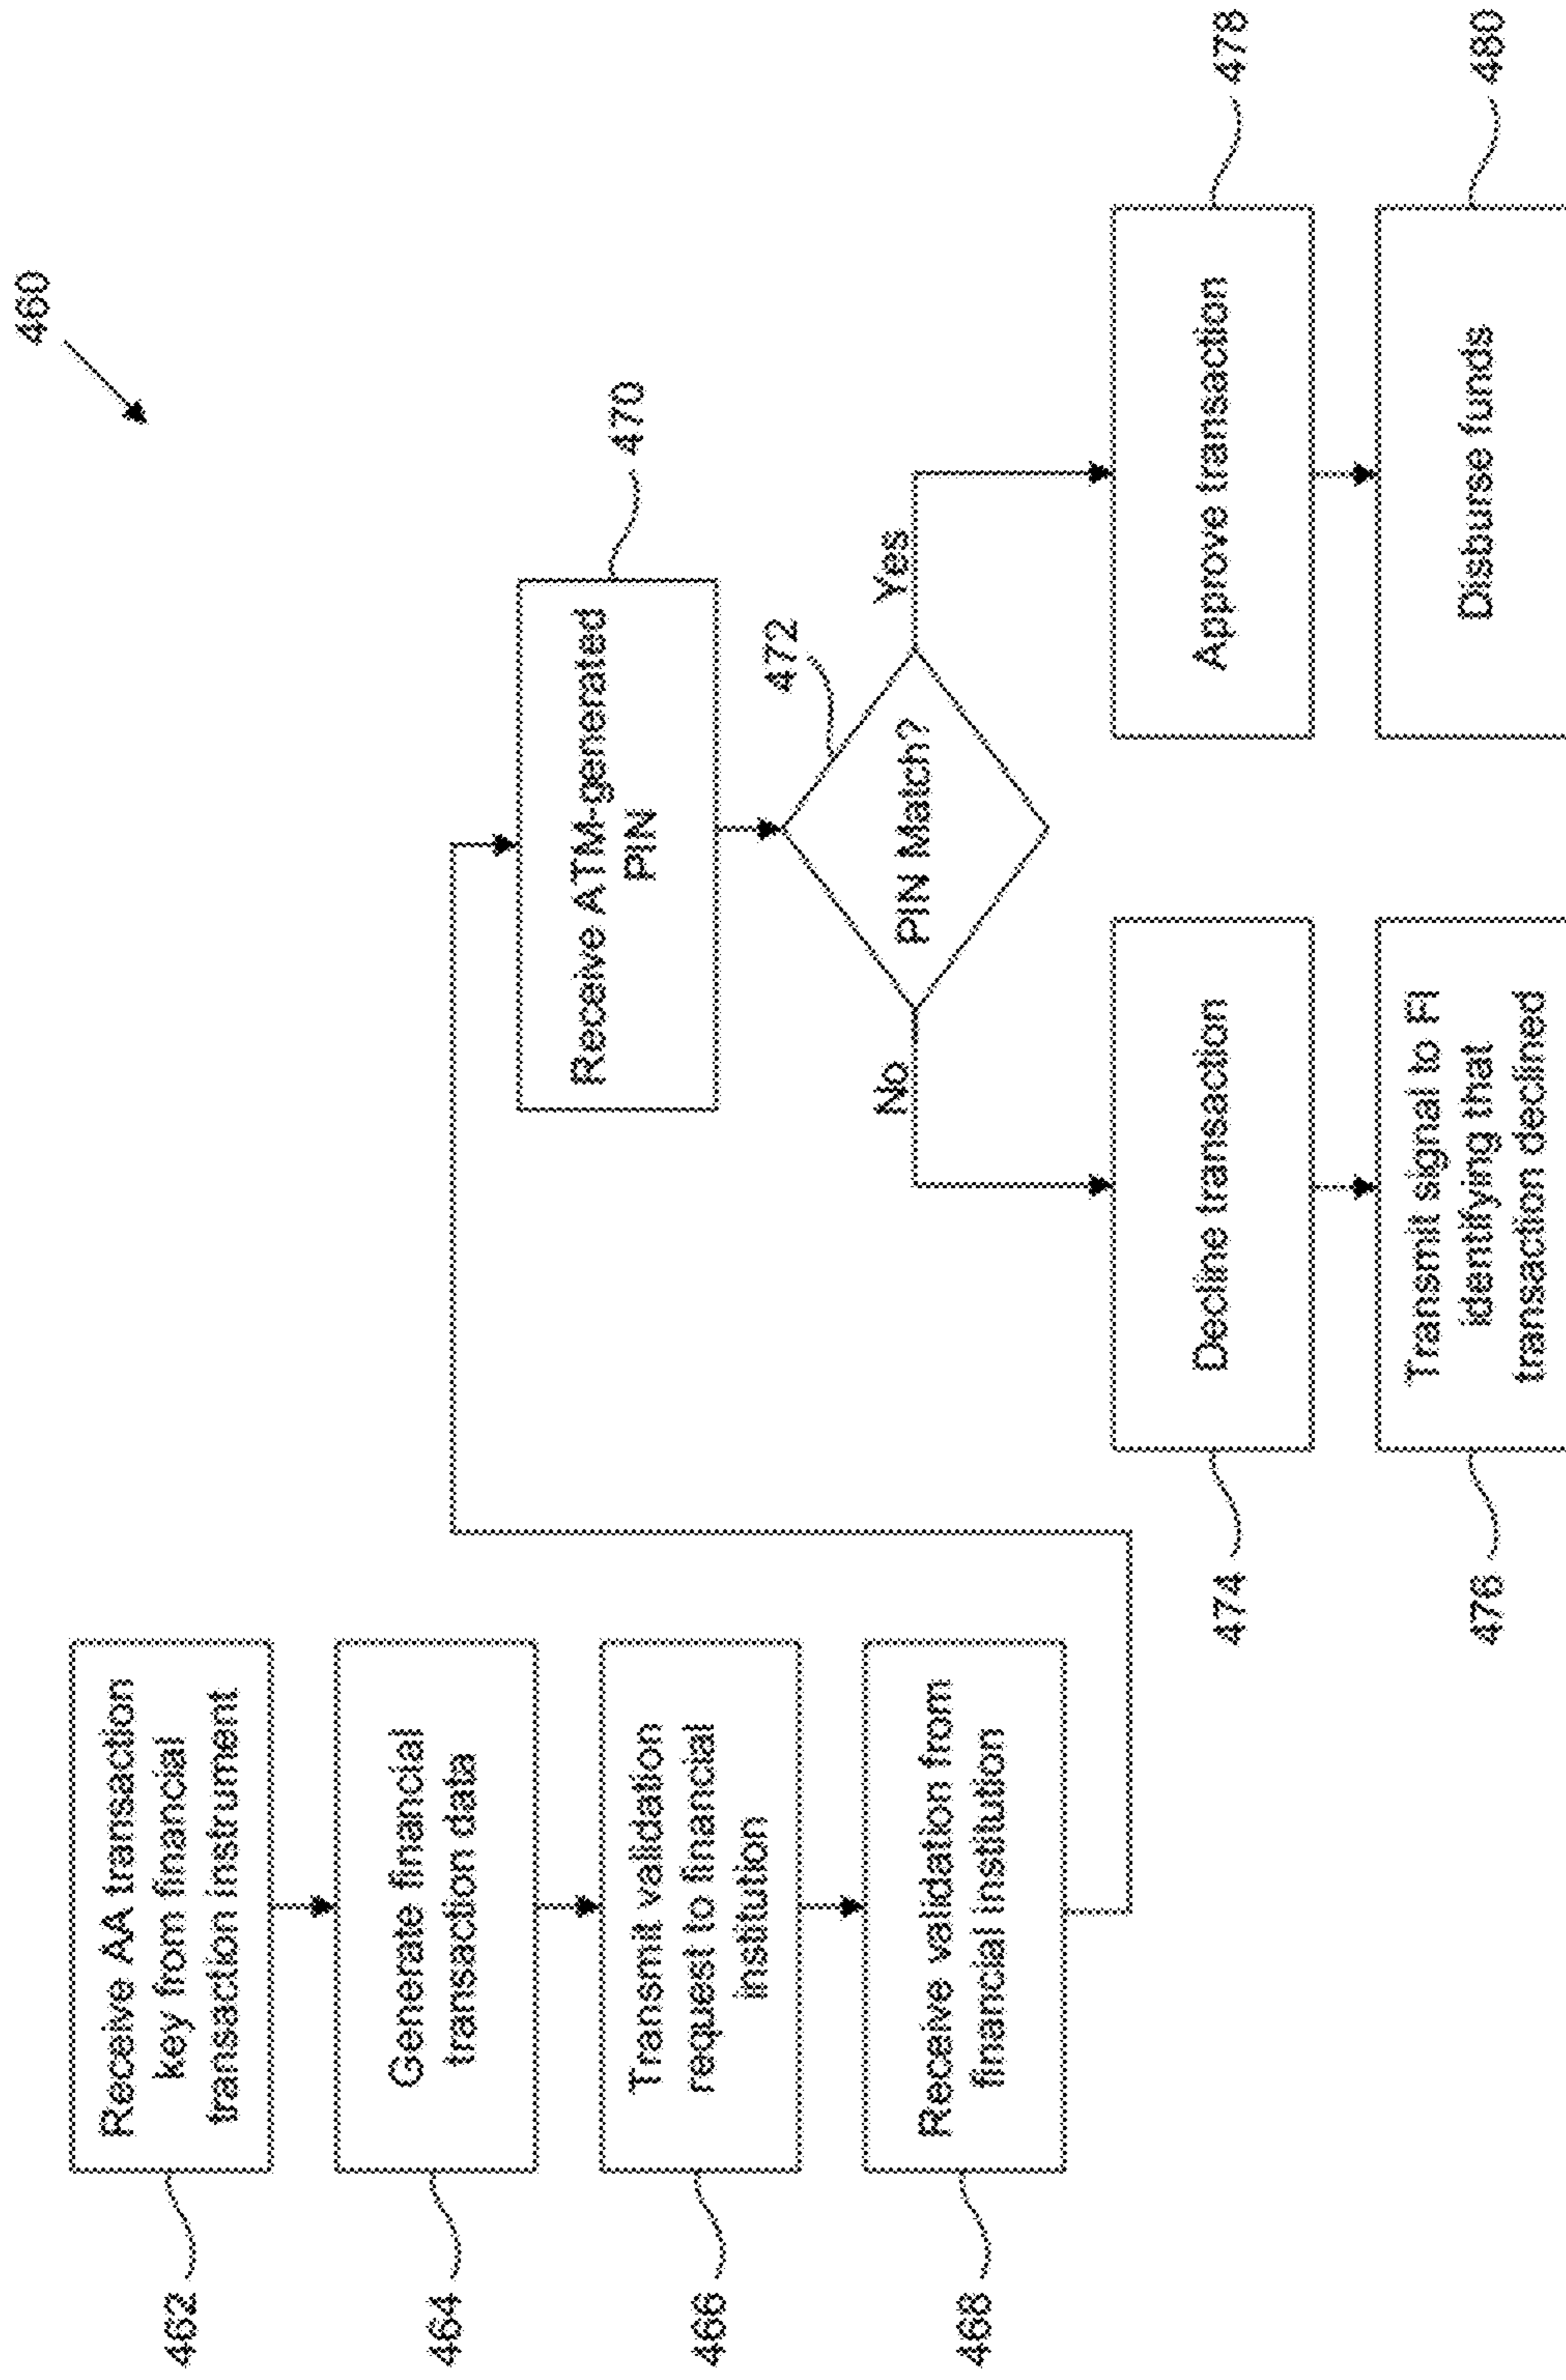 460
462
Receive AA transaction
key from financial
transaction instrument
464
Generate financial
transaction data
466
Transmit validation
request to financial
institution
468
Receive validation from
financial institution
470
Receive ATM-generated
PIN
472
PIN Match?
No
Yes
474
Decline transaction
476
Transmit signal to FI
identifying that
transaction declined
478
Approve transaction
480
Disburse funds